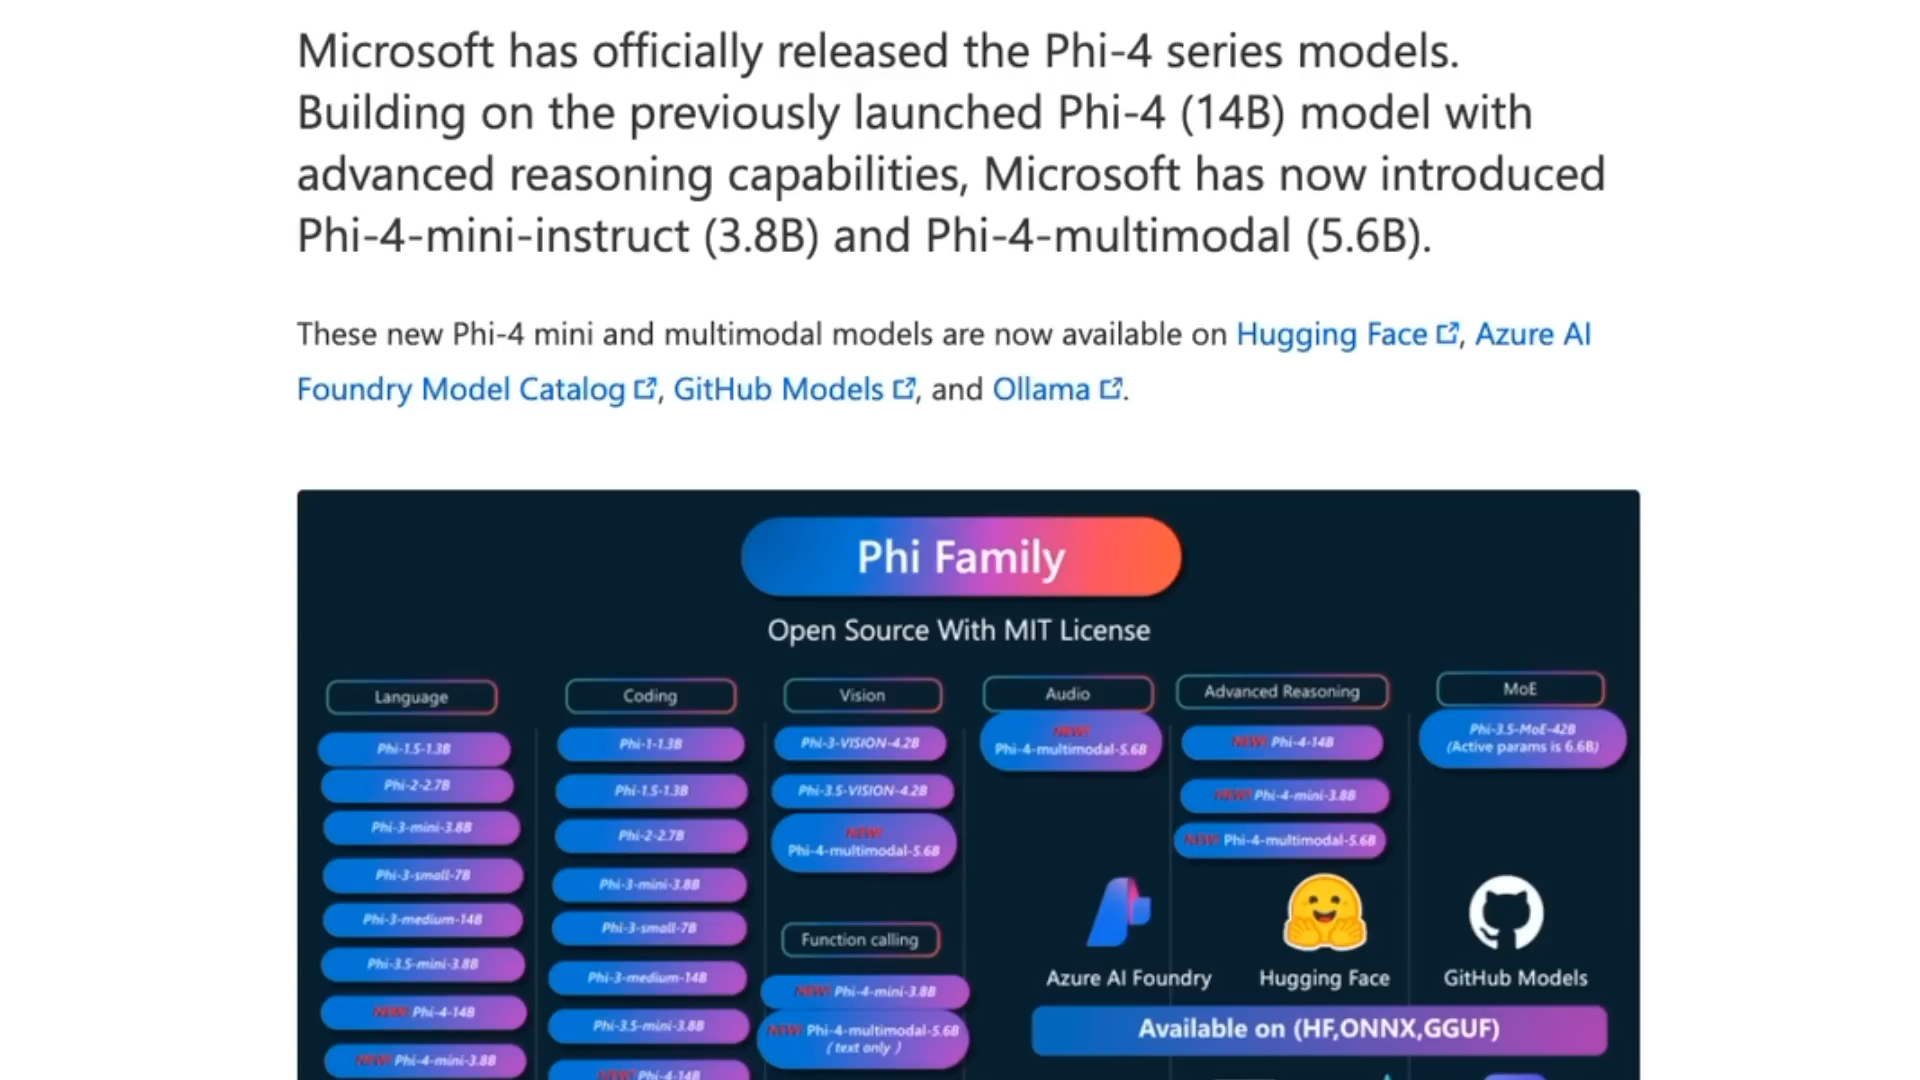 Microsoft has officially released the Phi-4 series models.
Building on the previously launched Phi-4 (14B) model with
advanced reasoning capabilities, Microsoft has now introduced
Phi-4-mini-instruct (3.8B) and Phi-4-multimodal (5.6B).
These new Phi-4 mini and multimodal models are now available on Hugging Face, Azure AI
Foundry Model Catalog, GitHub Models, and Ollama.
Phi Family
Open Source With MIT License
Language
Phi-1.5-1.3B
Phi-2-2.7B
Phi-3-mini-3.8B
Phi-3-small-7B
Phi-3-medium-14B
Phi-3.5-mini-3.8B
NEW! Phi-4-14B
NEW! Phi-4-mini-3.8B
Coding
Phi-1-1.3B
Phi-1.5-1.3B
Phi-2-2.7B
Phi-3-mini-3.8B
Phi-3-small-7B
Phi-3-medium-14B
Phi-3.5-mini-3.8B
NEW! Phi-4-14B
Vision
Phi-3-VISION-4.2B
Phi-3.5-VISION-4.2B
NEW!
Phi-4-multimodal-5.6B
Function calling
NEW! Phi-4-mini-3.8B
NEW! Phi-4-multimodal-5.6B
( text only )
Audio
NEW!
Phi-4-multimodal-5.6B
Advanced Reasoning
NEW! Phi-4-14B
NEW! Phi-4-mini-3.8B
NEW! Phi-4-multimodal-5.6B
MoE
Phi-3.5-MoE-42B
(Active params is 6.6B)
Azure AI Foundry
Hugging Face
GitHub Models
Available on (HF,ONNX,GGUF)